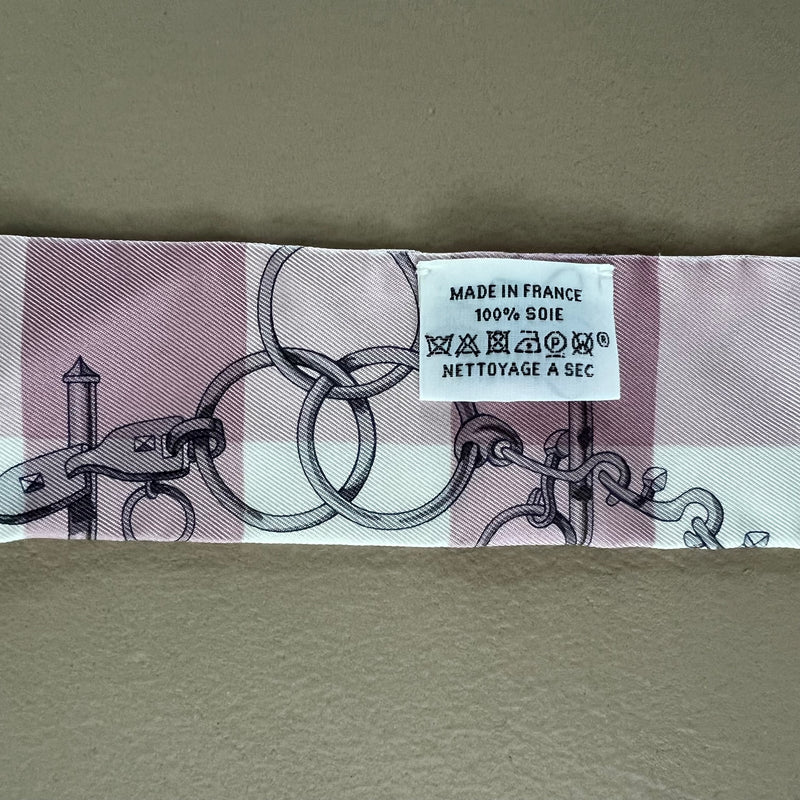 MADE IN FRANCE
100% SOIE
P ®
NETTOYAGE A SEC